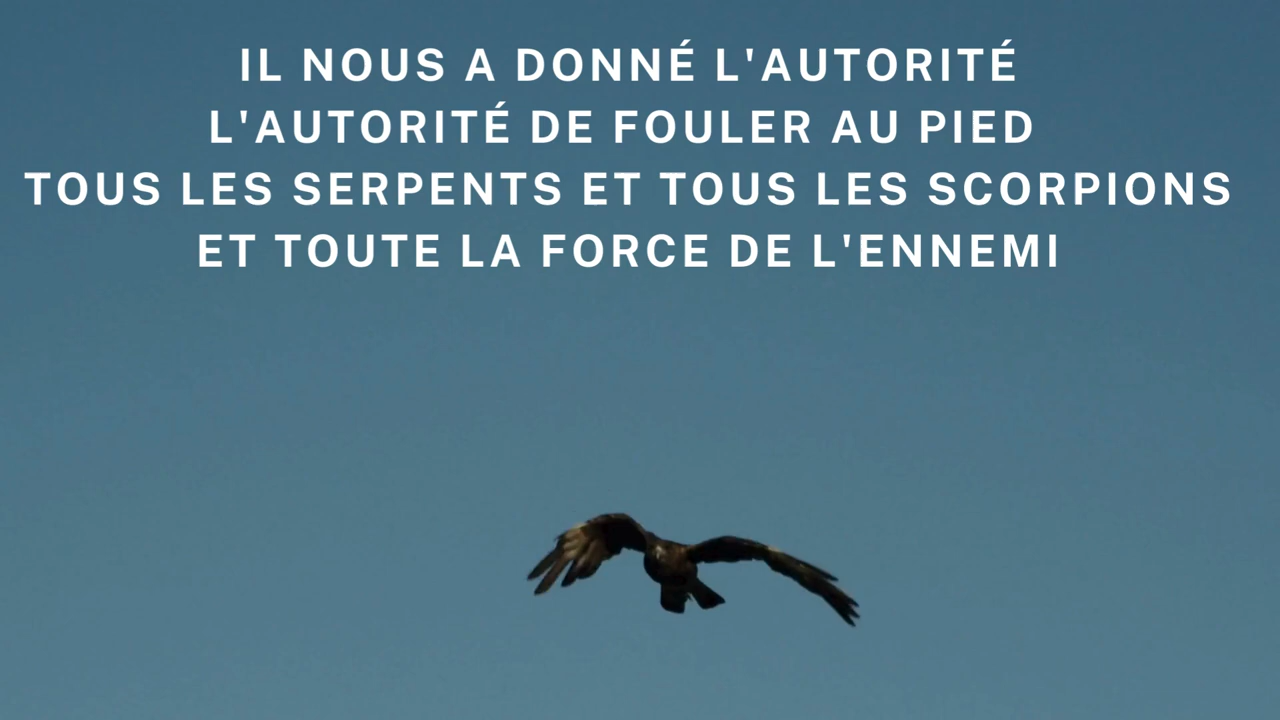 IL NOUS A DONNÉ L'AUTORITÉ
L'AUTORITÉ DE FOULER AU PIED
TOUS LES SERPENTS ET TOUS LES SCORPIONS
ET TOUTE LA FORCE DE L'ENNEMI